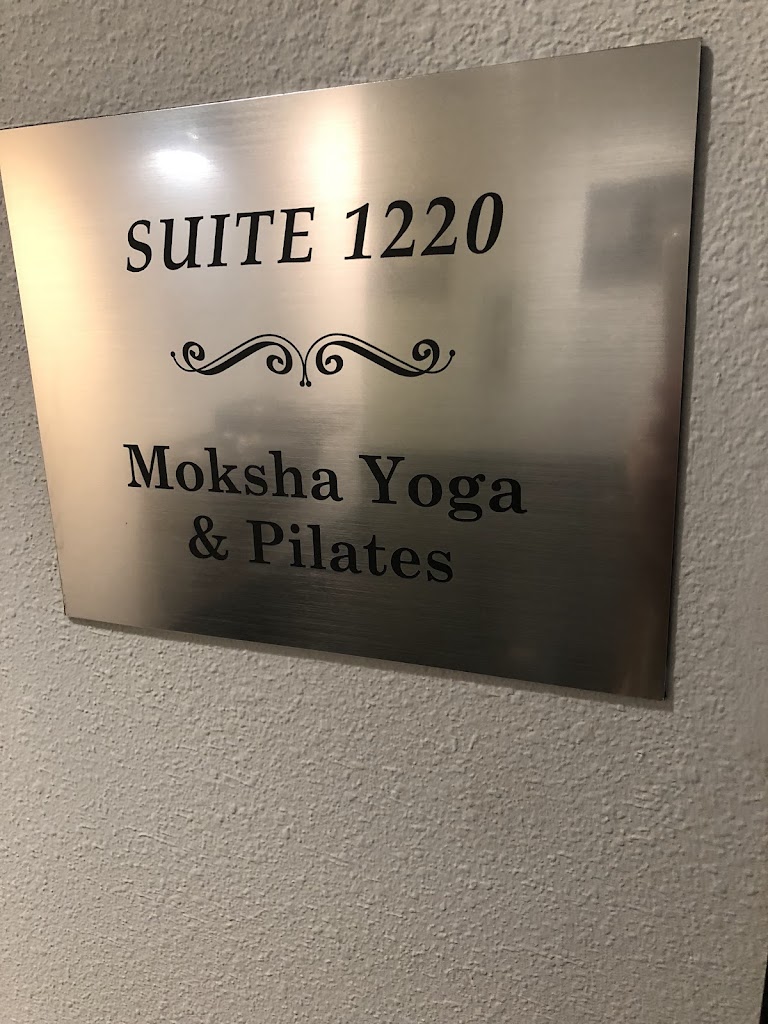 SUITE 1220
Moksha Yoga
& Pilates